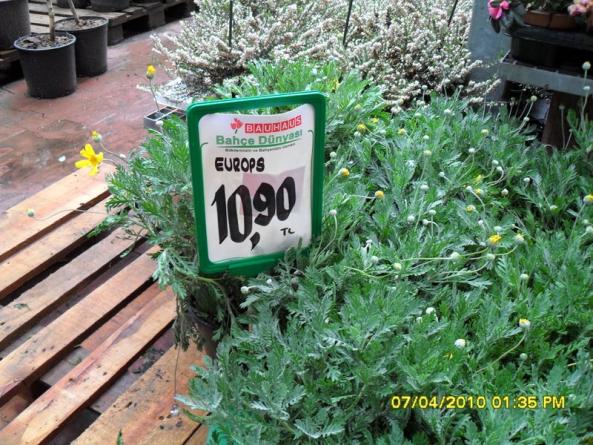 BAUHAUS
Bahçe Dünyası
EUROPS
10,90
TL
07/04/2010 01:35 PM